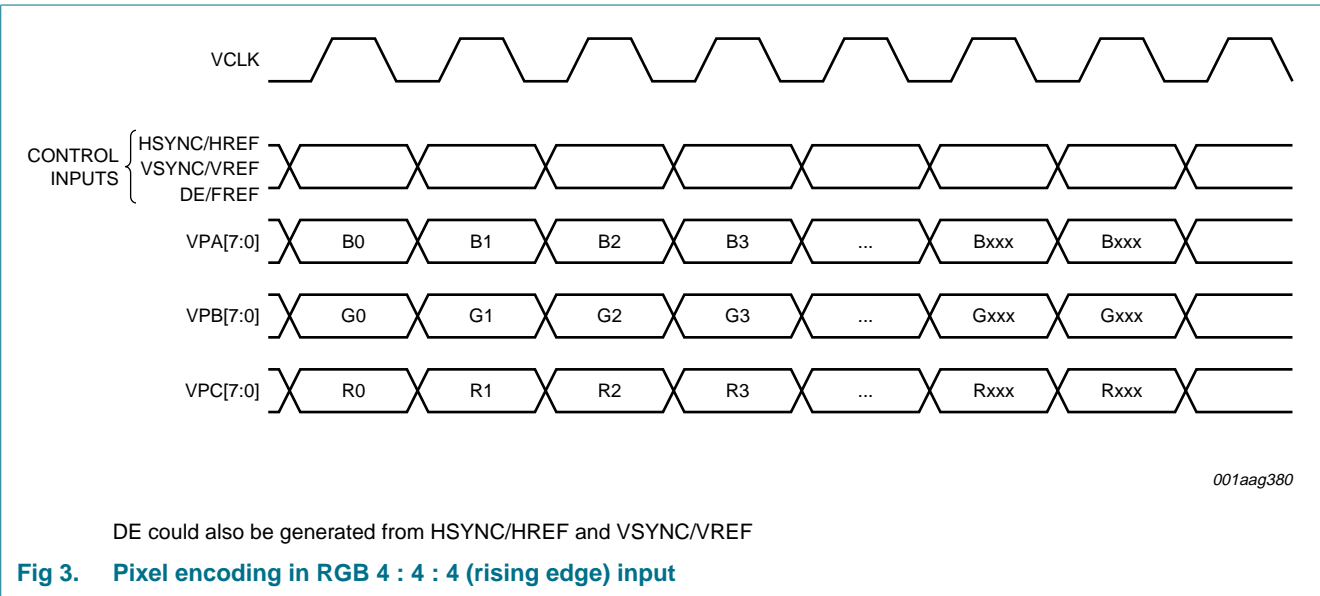 VCLK
CONTROL
INPUTS
HSYNC/HREF
VSYNC/VREF
DE/FREF
VPA[7:0] B0 B1 B2 B3 ... Bxxx Bxxx
VPB[7:0] G0 G1 G2 G3 ... Gxxx Gxxx
VPC[7:0] R0 R1 R2 R3 ... Rxxx Rxxx
001aag380
DE could also be generated from HSYNC/HREF and VSYNC/VREF
Fig 3. Pixel encoding in RGB 4 : 4 : 4 (rising edge) input